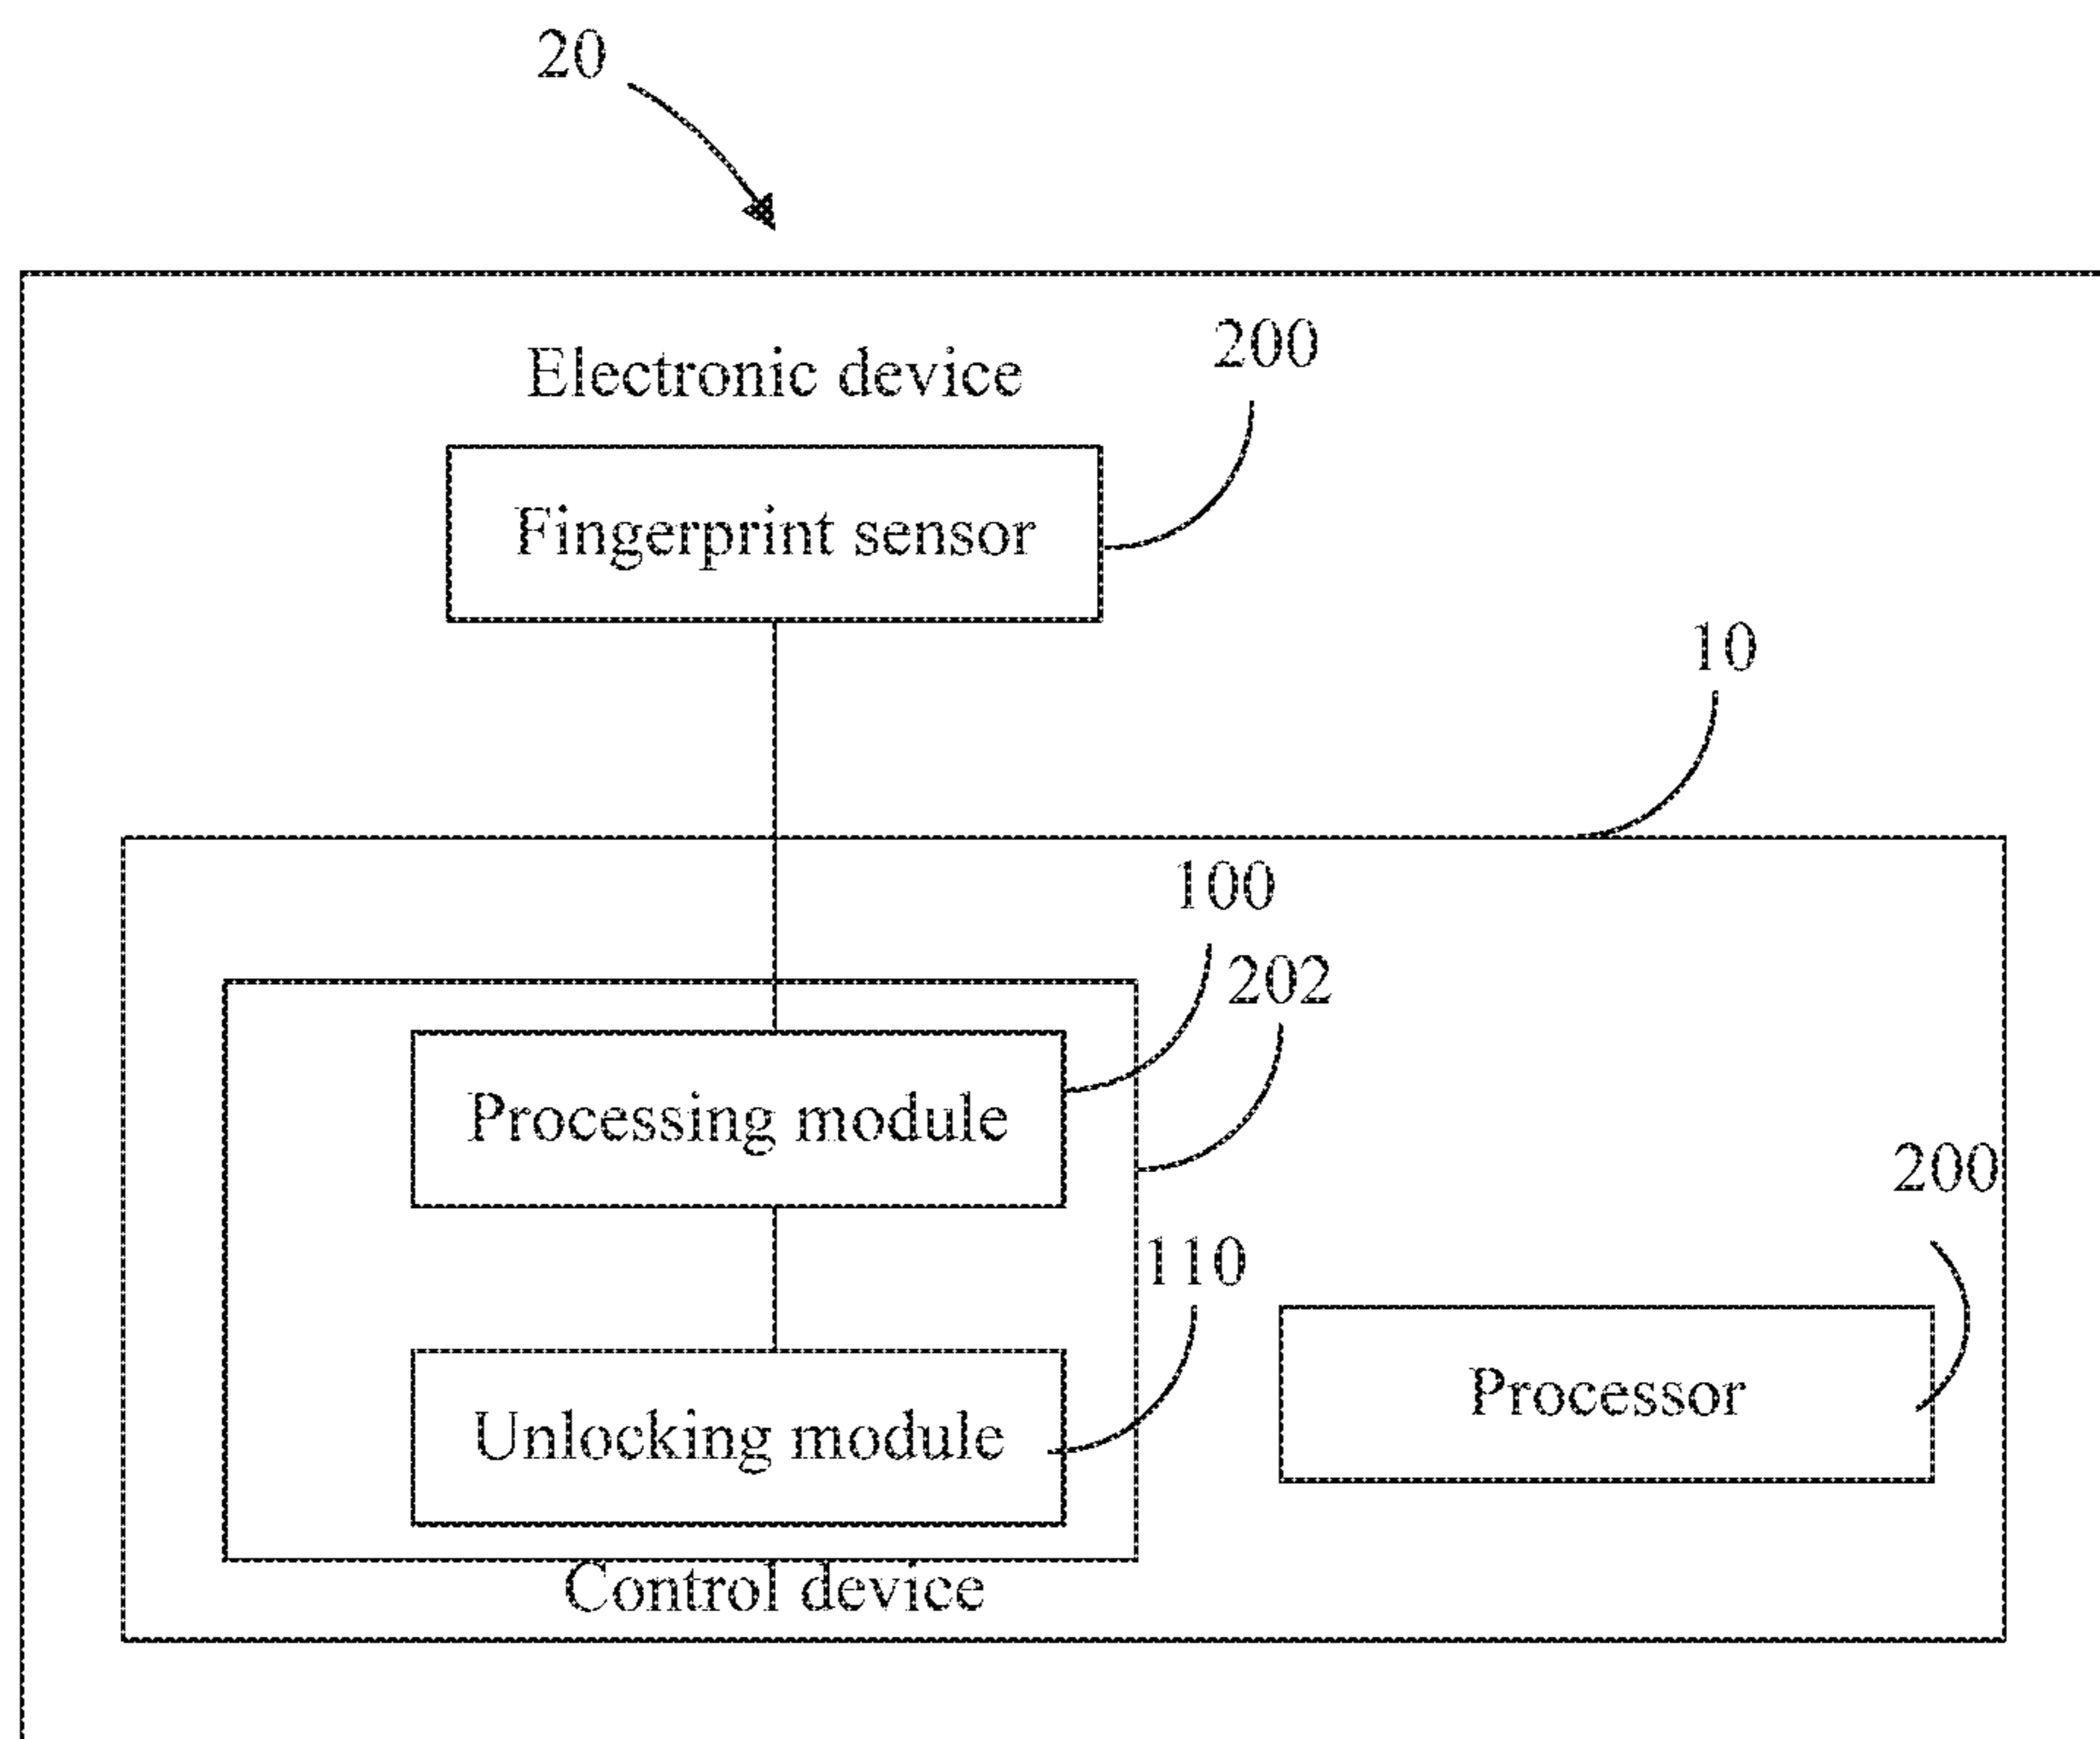 20
Electronic device
200
Fingerprint sensor
10
100
202
Processing module
200
110
Processor
Unlocking module
Control device